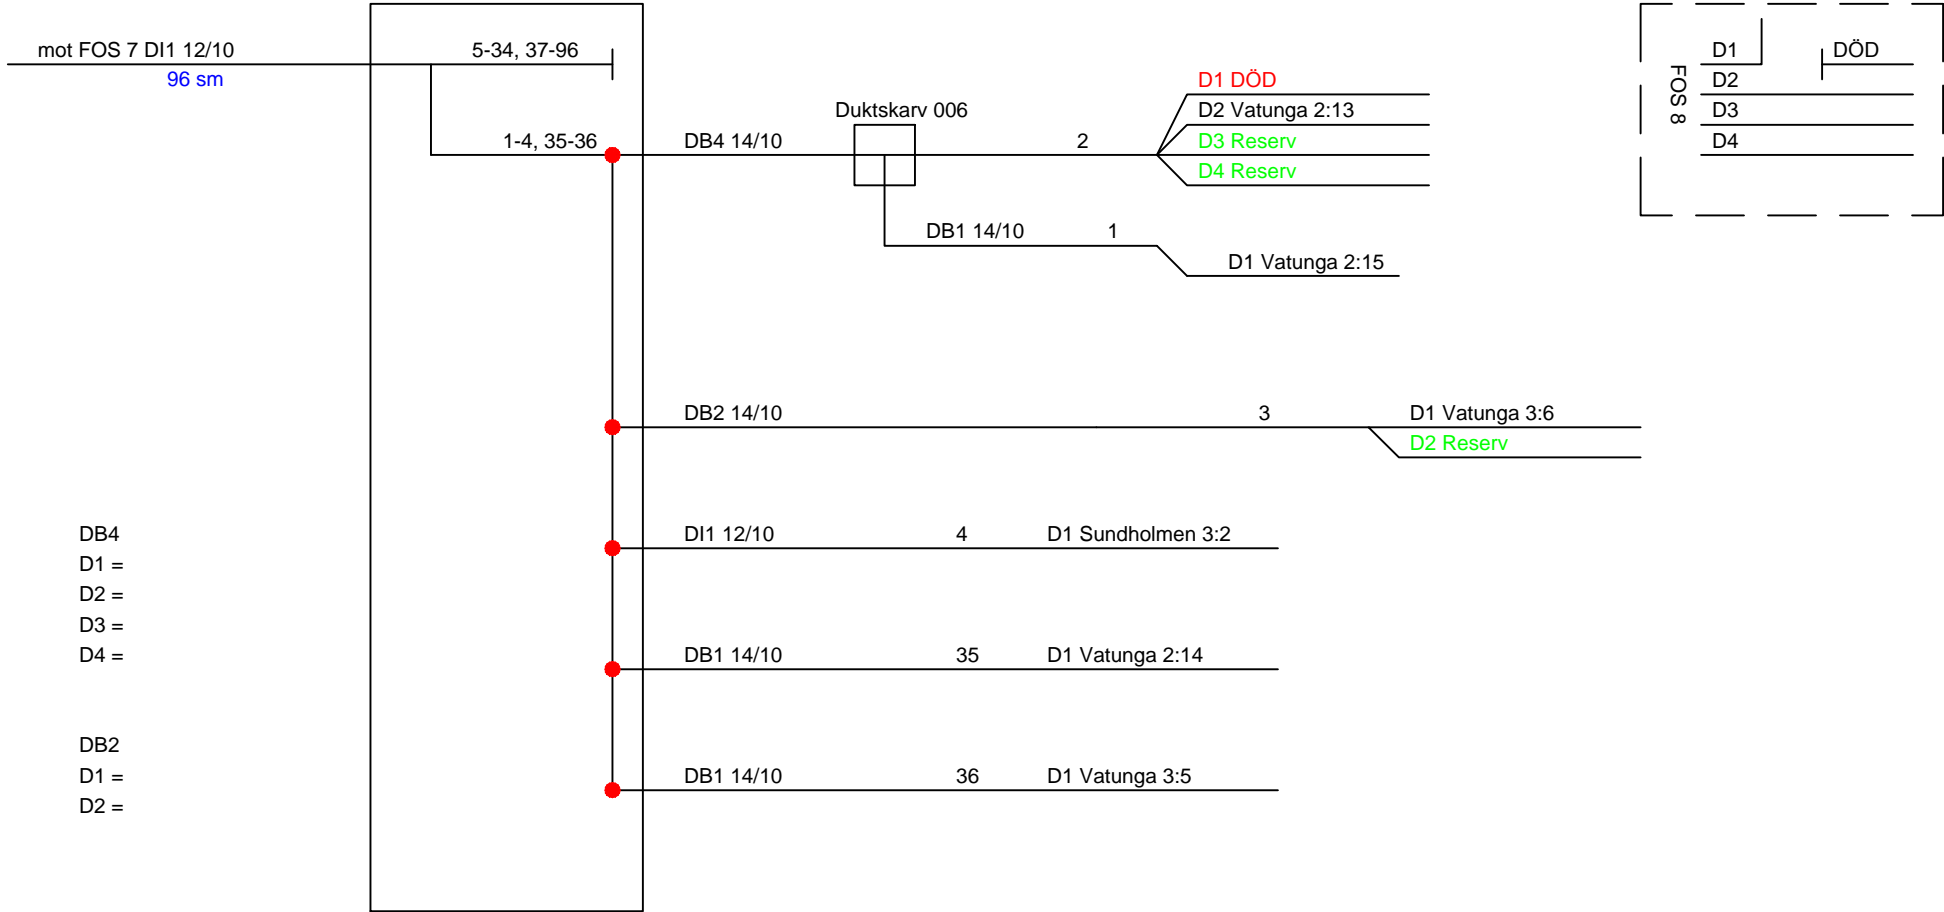 mot FOS 7 DI1 12/10
96 sm
5-34, 37-96
1-4, 35-36
DB4 14/10
Duktskarv 006
2
D1 DÖD
D2 Vatunga 2:13
D3 Reserv
D4 Reserv
DB1 14/10
1
D1 Vatunga 2:15
FOS 8
D1
DÖD
D2
D3
D4
DB2 14/10
3
D1 Vatunga 3:6
D2 Reserv
DI1 12/10
4
D1 Sundholmen 3:2
DB1 14/10
35
D1 Vatunga 2:14
DB1 14/10
36
D1 Vatunga 3:5
DB4
D1 =
D2 =
D3 =
D4 =
DB2
D1 =
D2 =